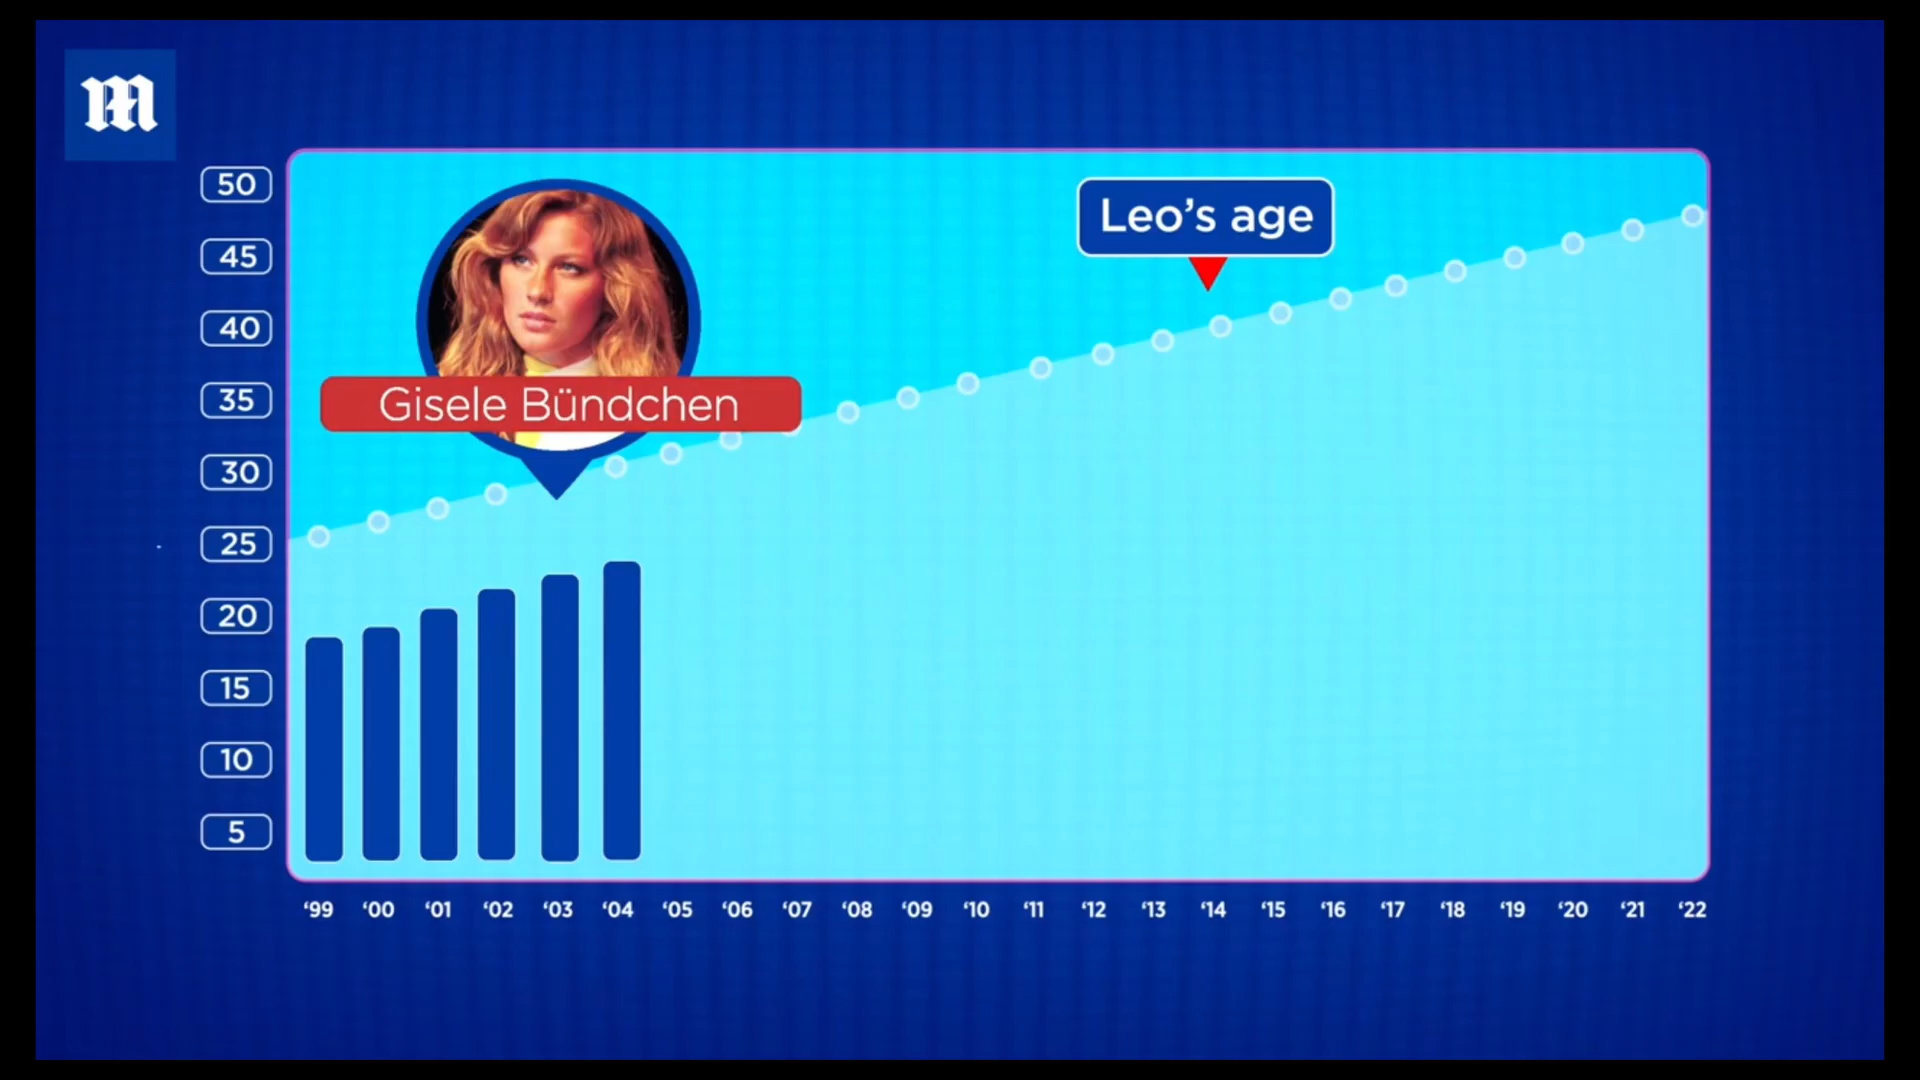 M
50
Leo's age
45
40
35
Gisele Bündchen
30
25
20
15
10
5
‘99 ‘00 ‘01 ‘02 ‘03 ‘04 ‘05 ‘06 ‘07 ‘08 ‘09 ‘10 ‘11 ‘12 ‘13 ‘14 ‘15 ‘16 ‘17 ‘18 ‘19 ‘20 ‘21 ‘22